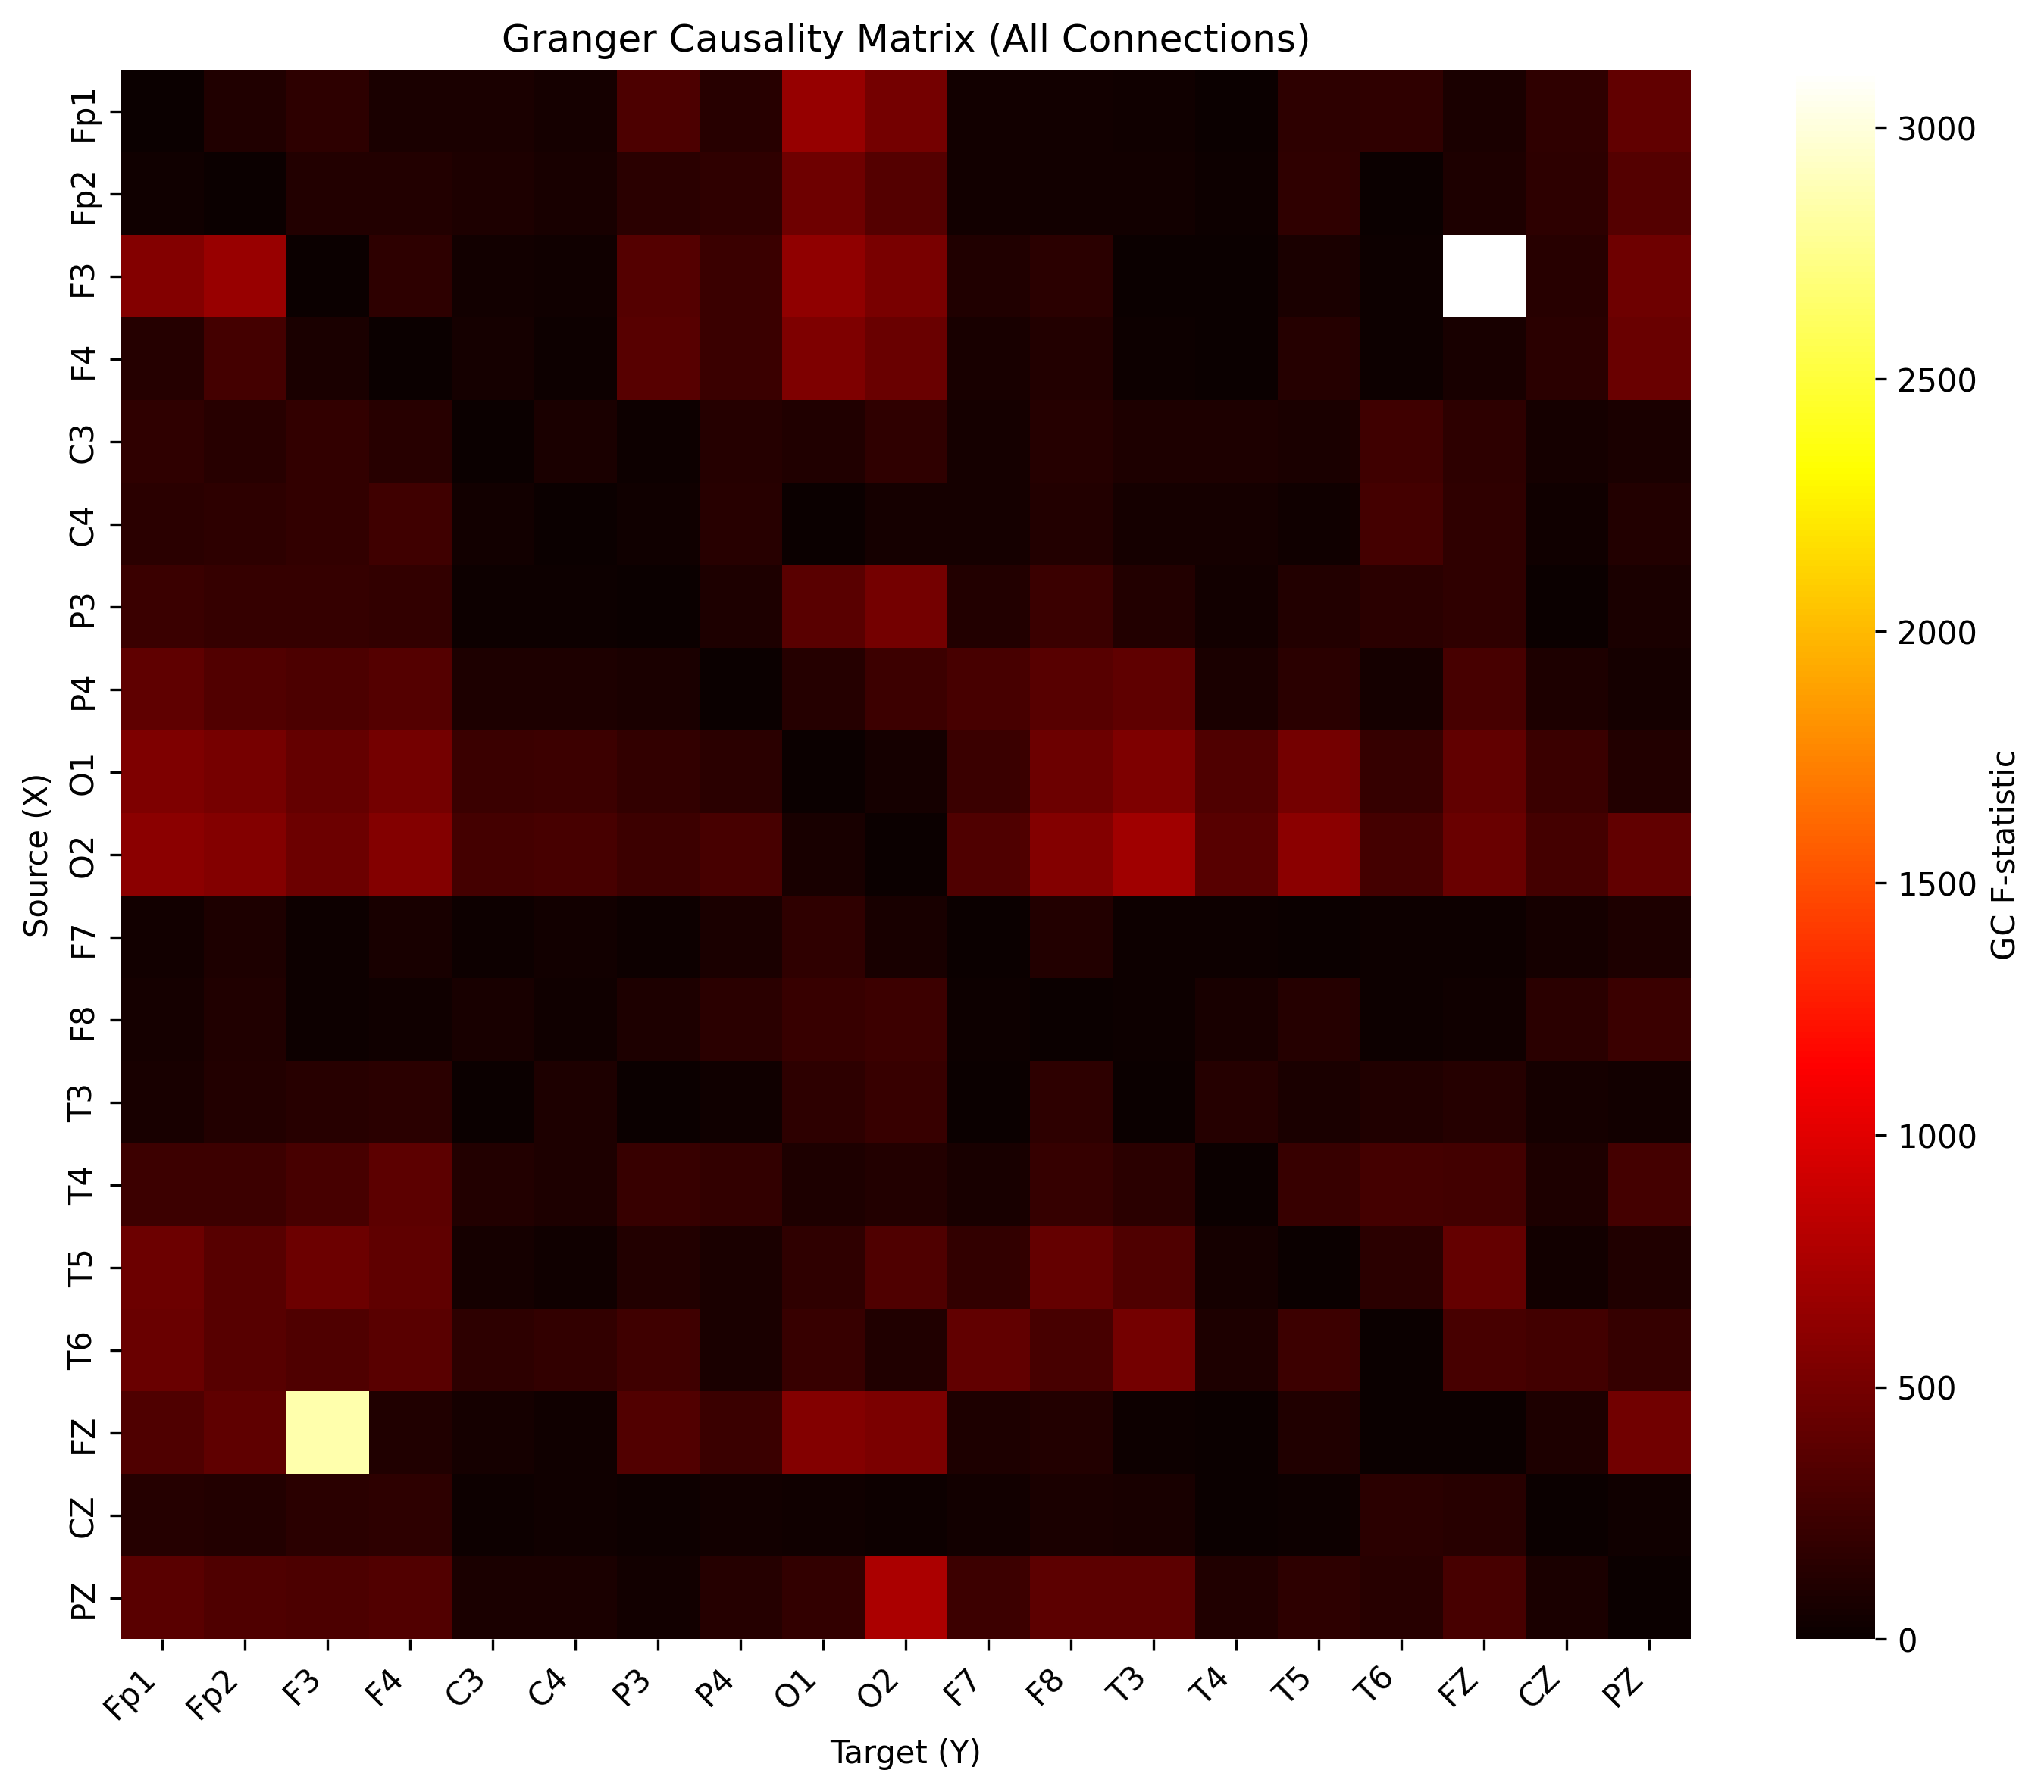 Granger Causality Matrix (All Connections)
Source (X)
Fp1
Fp2
F3
F4
C3
C4
P3
P4
O1
O2
F7
F8
T3
T4
T5
T6
FZ
CZ
PZ
Fp1 Fp2 F3 F4 C3 C4 P3 P4 O1 O2 F7 F8 T3 T4 T5 T6 FZ CZ PZ
Target (Y)
3000
2500
2000
1500
1000
500
0
GC F-statistic